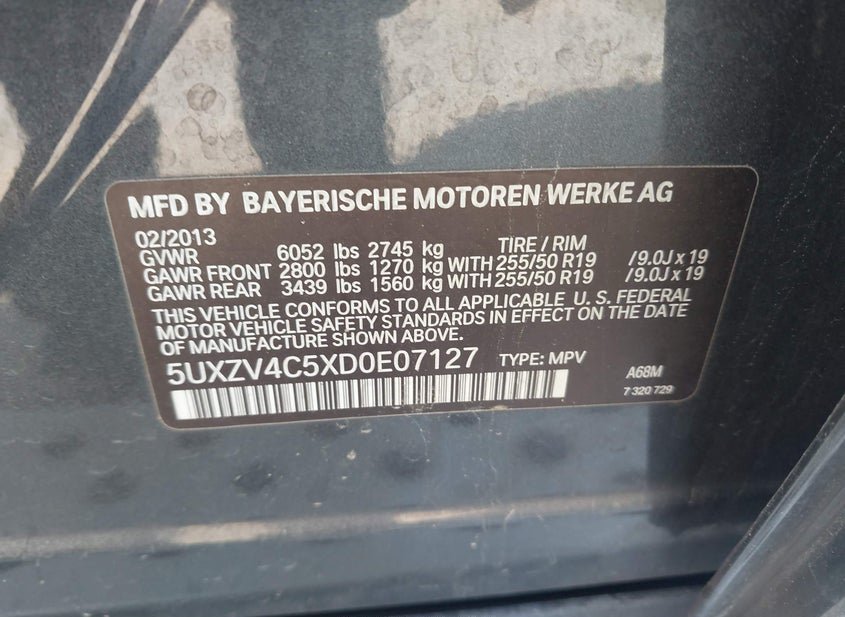 MFD BY BAYERISCHE MOTOREN WERKE AG
02/2013 TIRE / RIM
GVWR 6052 lbs 2745 kg
GAWR FRONT 2800 lbs 1270 kg WITH 255/50 R19 /9.0J x 19
GAWR REAR 3439 lbs 1560 kg WITH 255/50 R19 /9.0J x 19
THIS VEHICLE CONFORMS TO ALL APPLICABLE U. S. FEDERAL
MOTOR VEHICLE SAFETY STANDARDS IN EFFECT ON THE DATE
OF MANUFACTURE SHOWN ABOVE.
5UXZV4C5XD0E07127 TYPE: MPV A68M
7 320 729